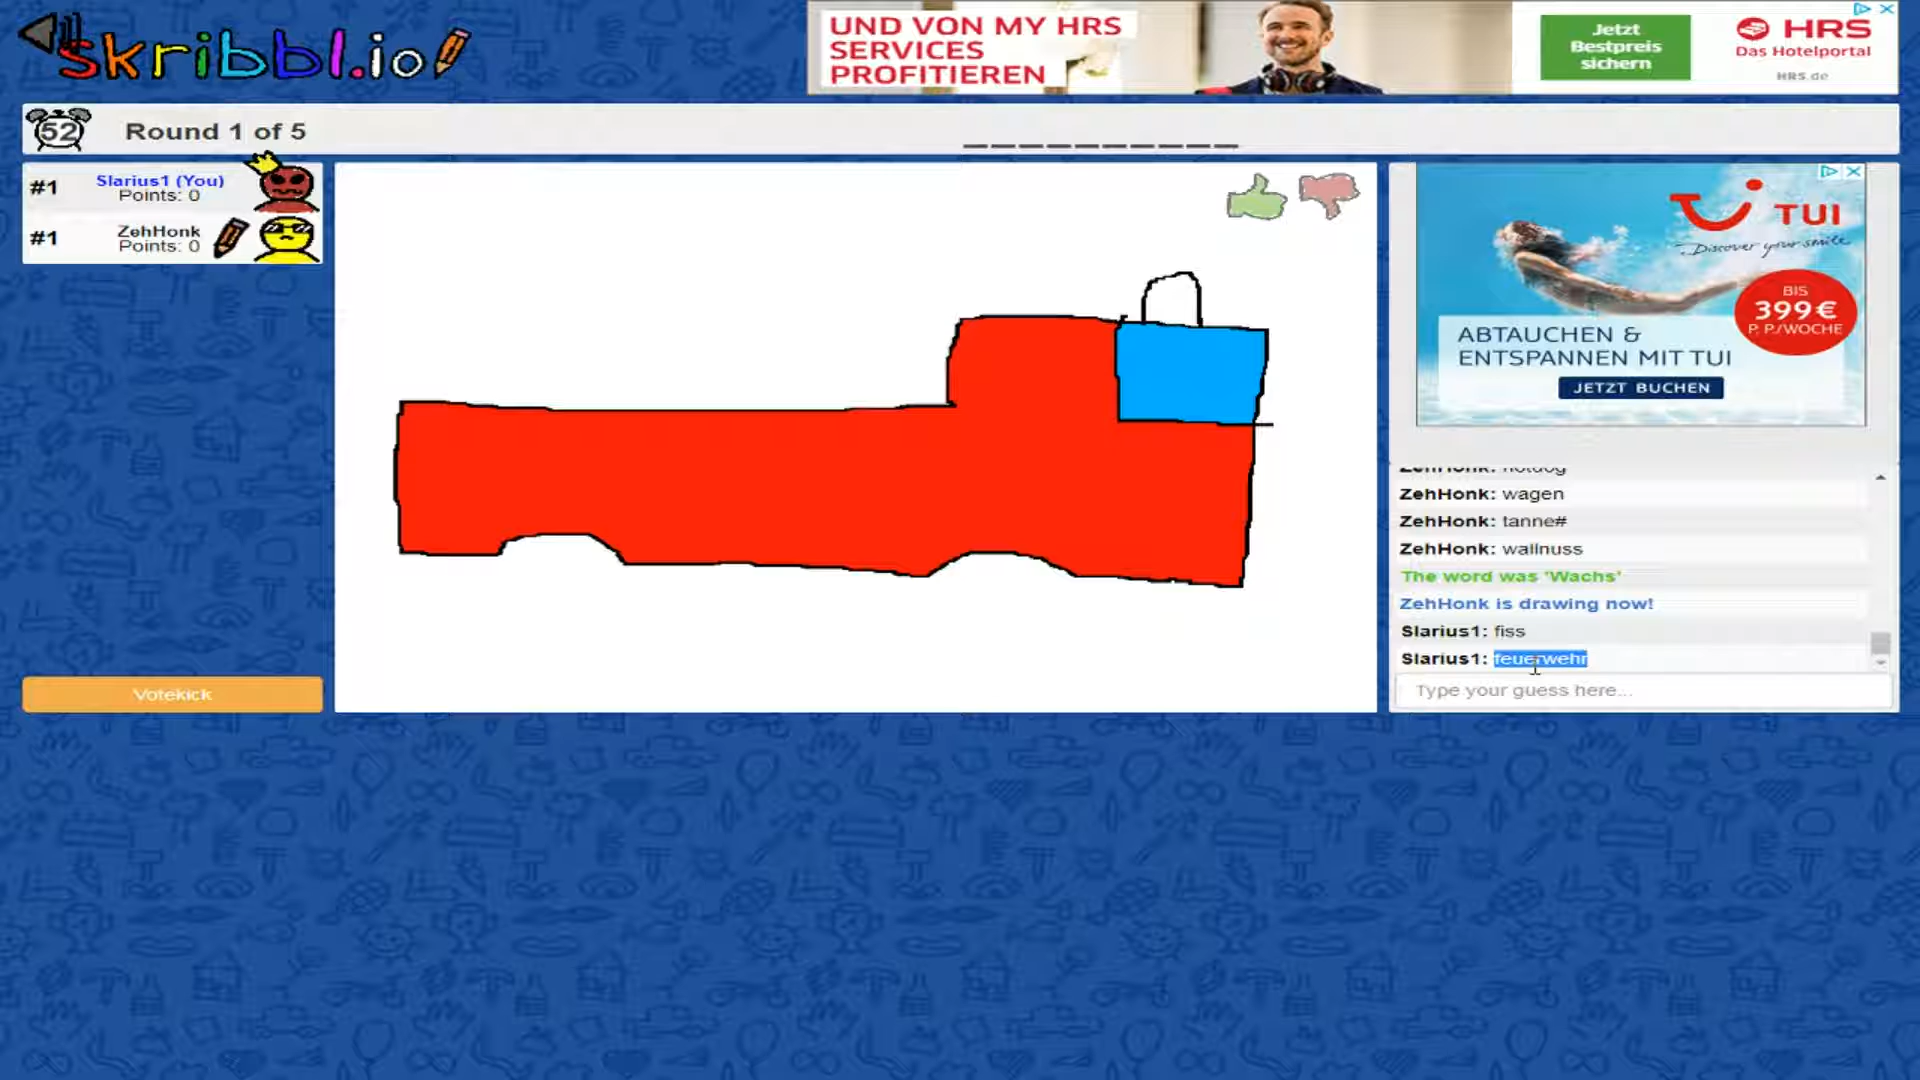 skribbl.io
UND VON MY HRS
SERVICES
PROFITIEREN
Jetzt
Bestpreis
sichern
HRS
Das Hotelportal
HRS.de
52
Round 1 of 5
__________
#1
Slarius1 (You)
Points: 0
#1
ZehHonk
Points: 0
Votekick
TUI
Discover your smile
BIS
399€
P. P./WOCHE
ABTAUCHEN &
ENTSPANNEN MIT TUI
JETZT BUCHEN
ZehHonk: hotdog
ZehHonk: wagen
ZehHonk: tanne#
ZehHonk: wallnuss
The word was 'Wachs'
ZehHonk is drawing now!
Slarius1: fiss
Slarius1: feuerwehr
Type your guess here...